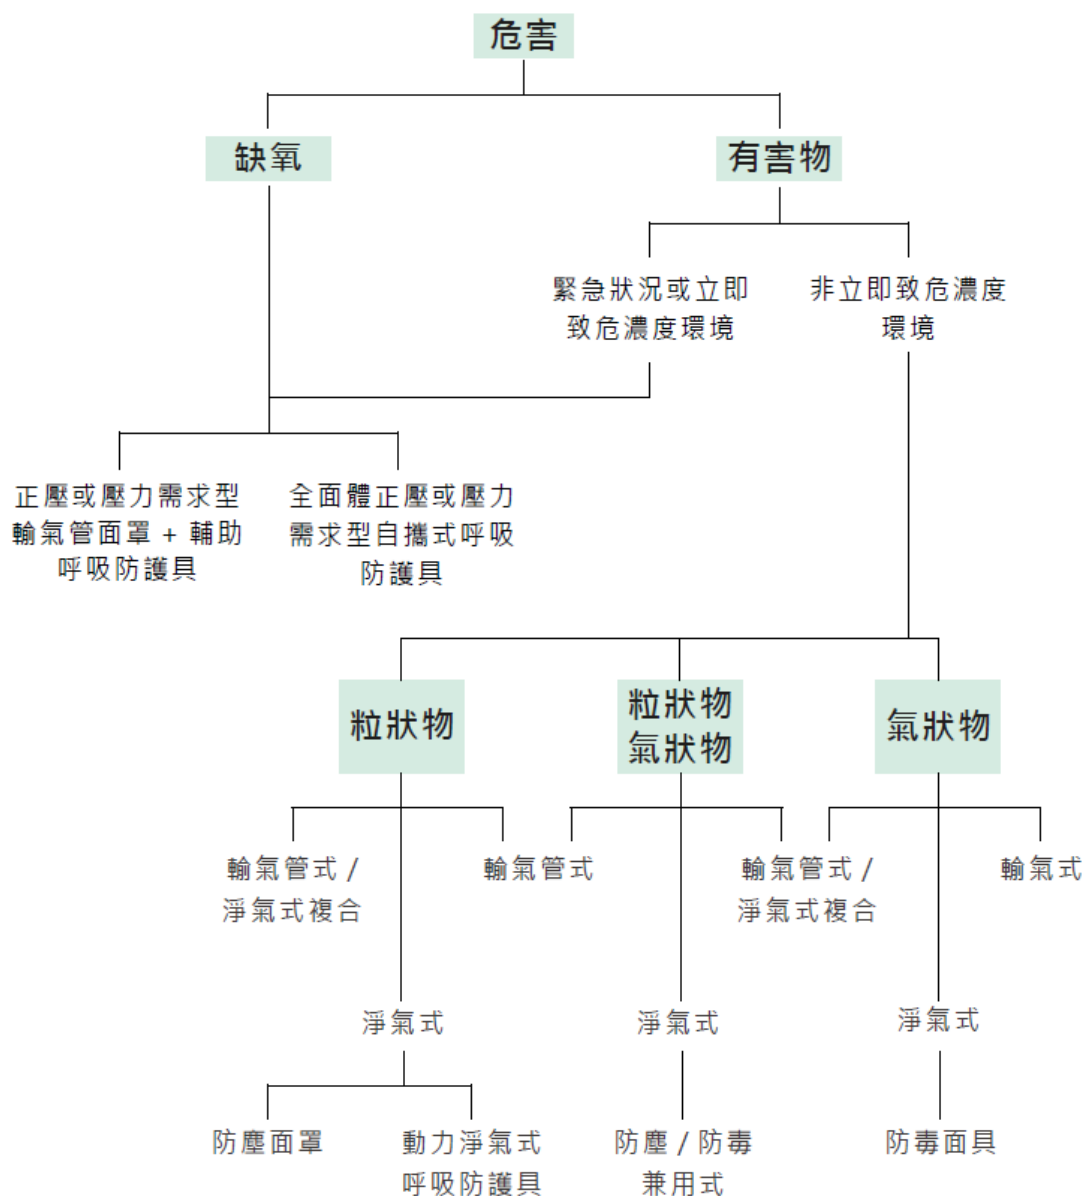 危害
缺氧
有害物
緊急狀況或立即
致危濃度環境
非立即致危濃度
環境
正壓或壓力需求型
輸氣管面罩 + 輔助
呼吸防護具
全面體正壓或壓力
需求型自攜式呼吸
防護具
粒狀物
粒狀物
氣狀物
氣狀物
輸氣管式 /
淨氣式複合
輸氣管式
輸氣管式 /
淨氣式複合
輸氣式
淨氣式
淨氣式
淨氣式
防塵面罩
動力淨氣式
呼吸防護具
防塵 / 防毒
兼用式
防毒面具